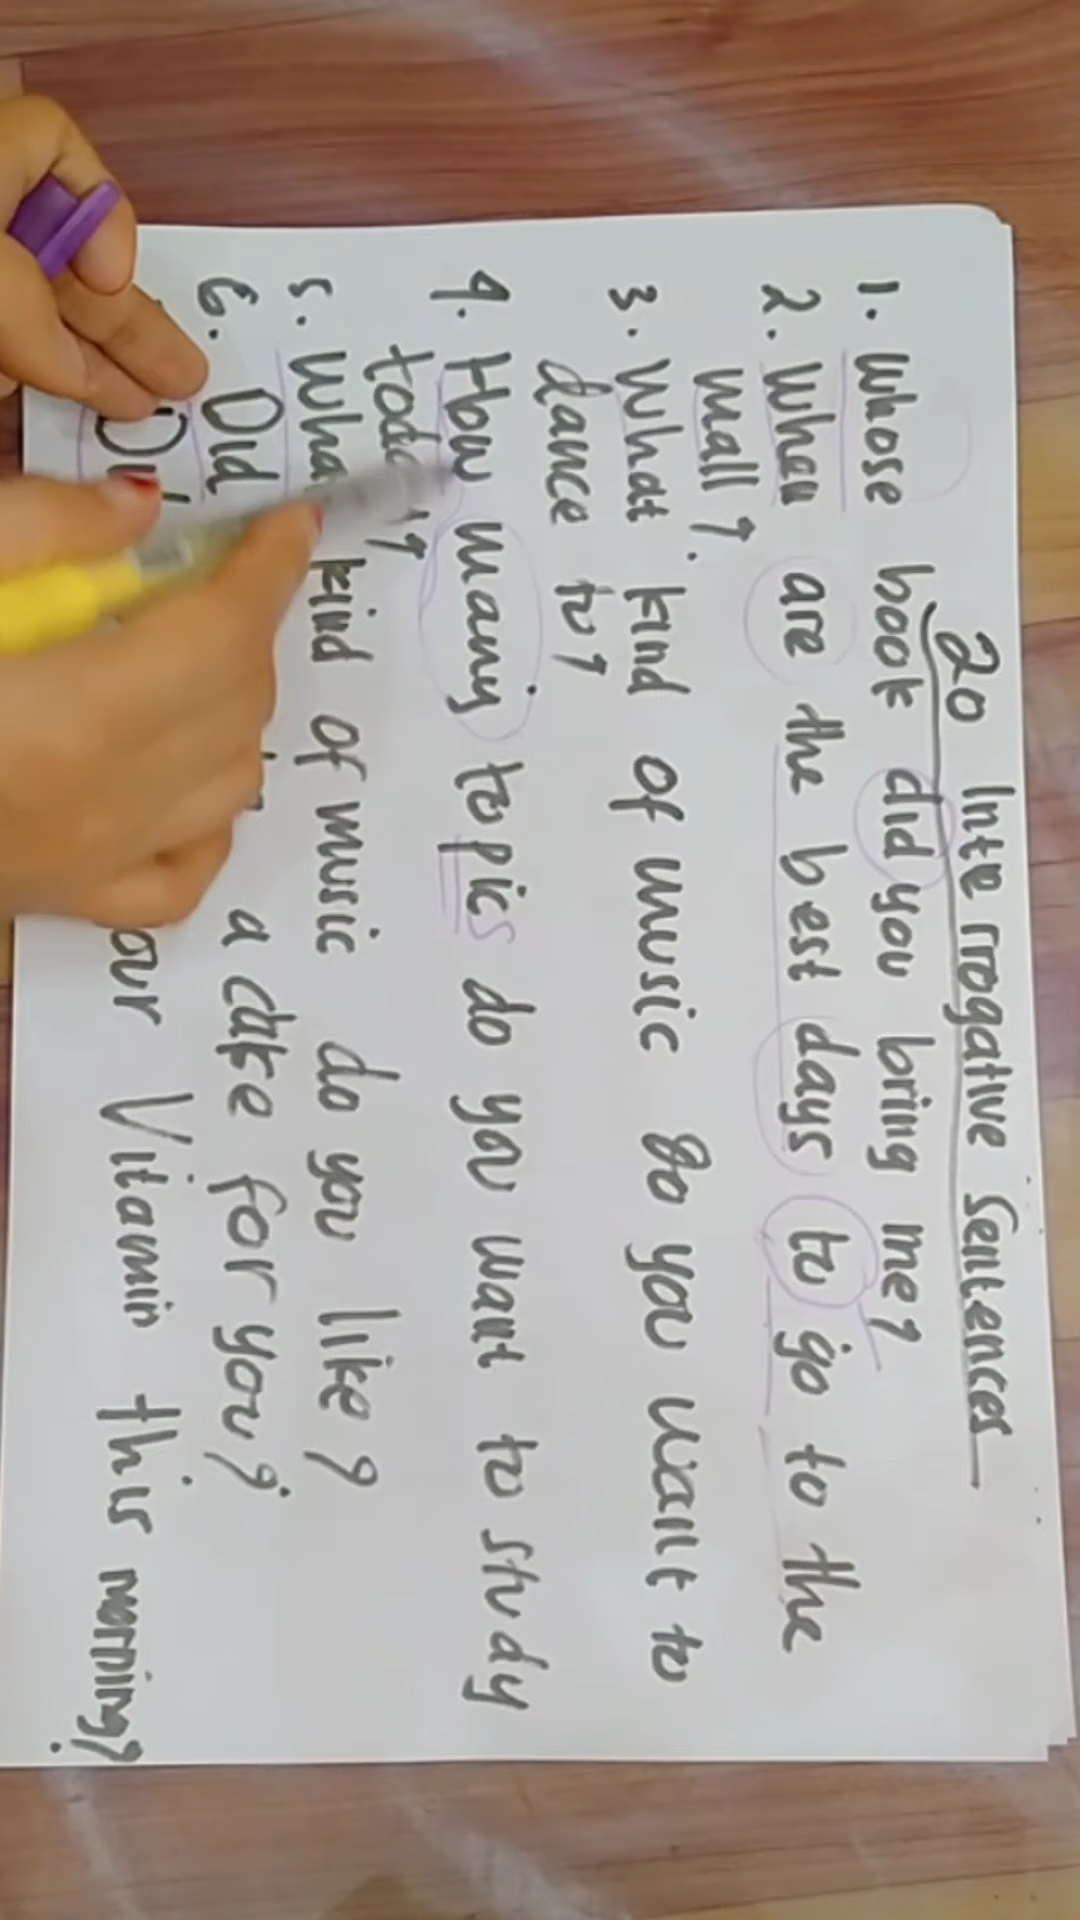 20 Interrogative Sentences
1. Whose book did you bring me?
2. When are the best days to go to the
mall?
3. What kind of music do you want to
dance to?
4. How many topics do you want to study
5. kind of music do you like?
6. Did a cake for you?
Vitamin this morning?